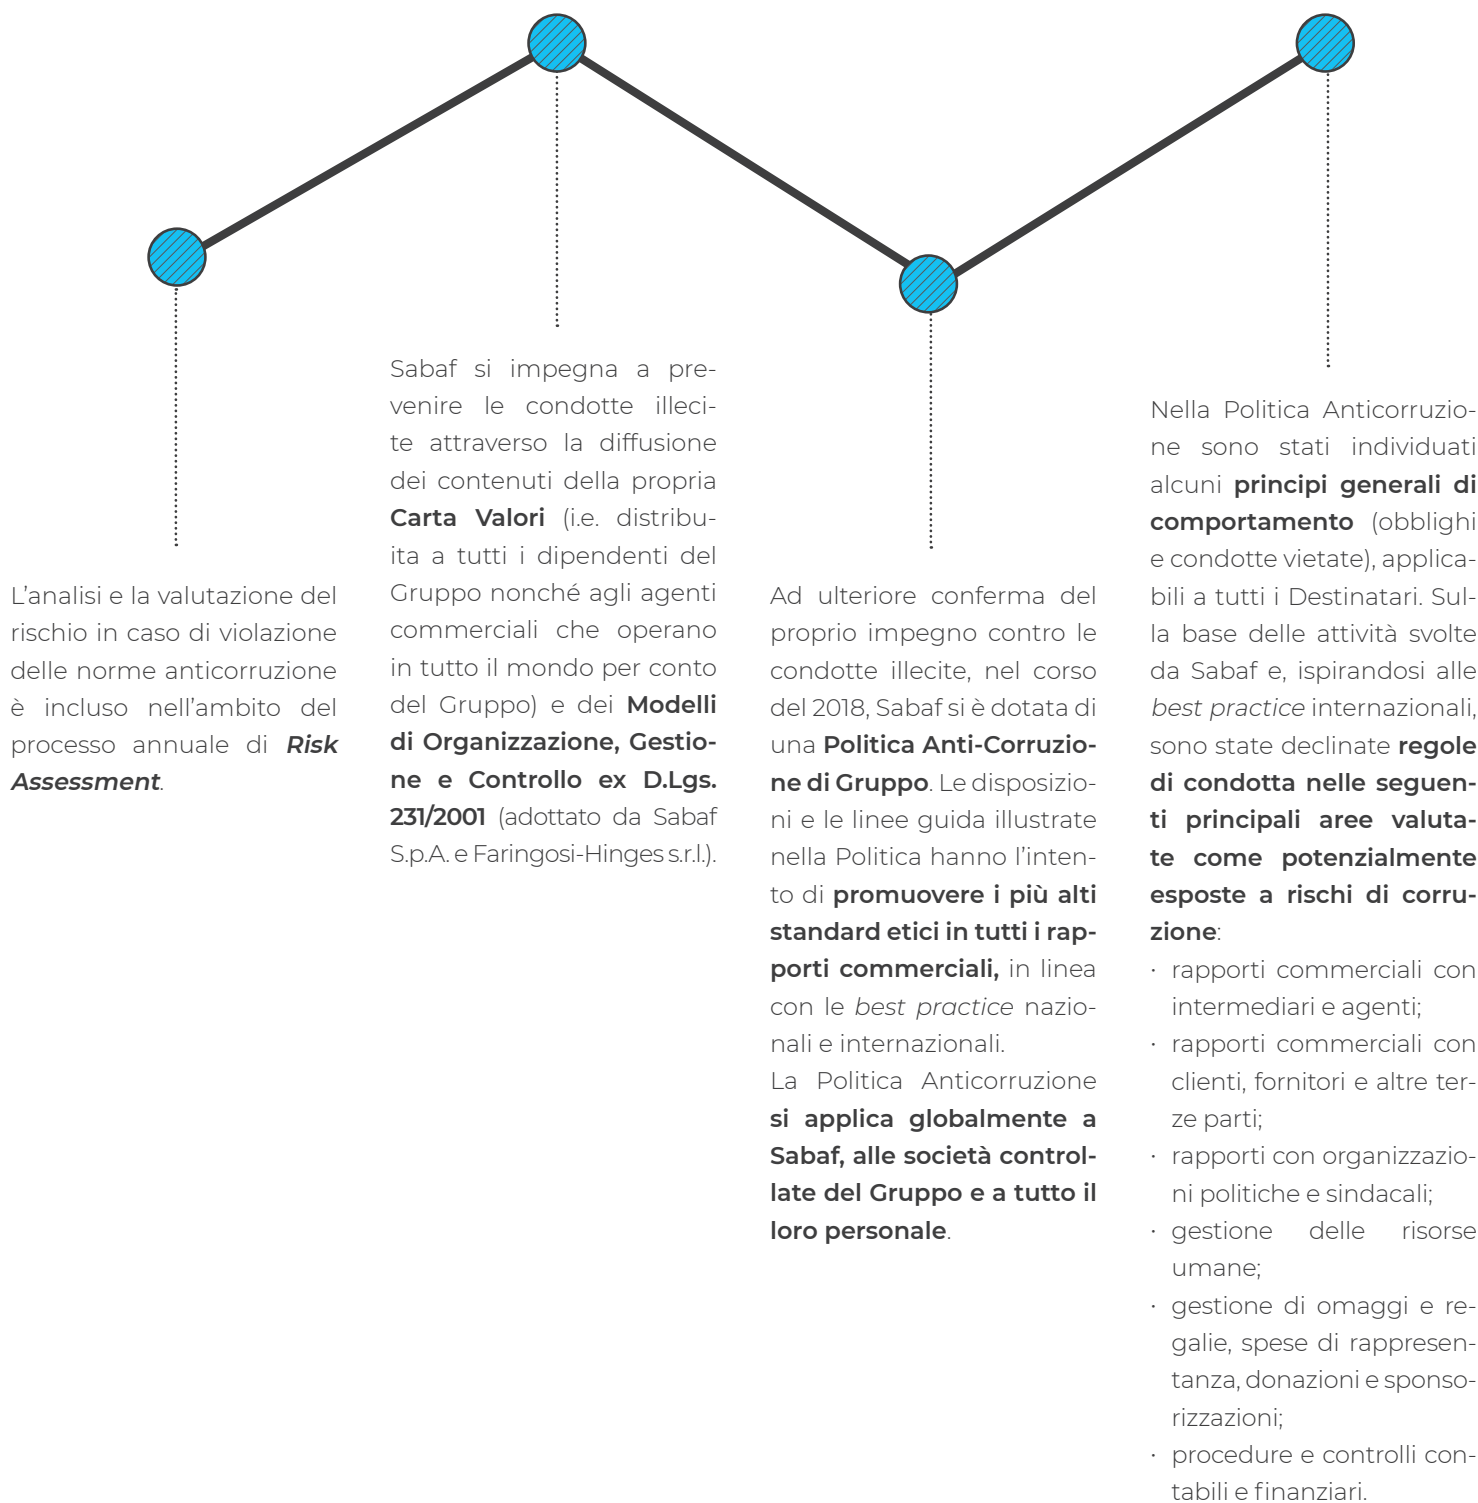 L’analisi e la valutazione del
rischio in caso di violazione
delle norme anticorruzione
è incluso nell’ambito del
processo annuale di Risk
Assessment.
Sabaf si impegna a pre-
venire le condotte illeci-
te attraverso la diffusione
dei contenuti della propria
Carta Valori (i.e. distribu-
ita a tutti i dipendenti del
Gruppo nonché agli agenti
commerciali che operano
in tutto il mondo per conto
del Gruppo) e dei Modelli
di Organizzazione, Gestio-
ne e Controllo ex D.Lgs.
231/2001 (adottato da Sabaf
S.p.A. e Faringosi-Hinges s.r.l.).
Ad ulteriore conferma del
proprio impegno contro le
condotte illecite, nel corso
del 2018, Sabaf si è dotata di
una Politica Anti-Corruzio-
ne di Gruppo. Le disposizio-
ni e le linee guida illustrate
nella Politica hanno l’inten-
to di promuovere i più alti
standard etici in tutti i rap-
porti commerciali, in linea
con le best practice nazio-
nali e internazionali.
La Politica Anticorruzione
si applica globalmente a
Sabaf, alle società control-
late del Gruppo e a tutto il
loro personale.
Nella Politica Anticorruzio-
ne sono stati individuati
alcuni principi generali di
comportamento (obblighi
e condotte vietate), applica-
bili a tutti i Destinatari. Sul-
la base delle attività svolte
da Sabaf e, ispirandosi alle
best practice internazionali,
sono state declinate regole
di condotta nelle seguen-
ti principali aree valuta-
te come potenzialmente
esposte a rischi di corru-
zione:
· rapporti commerciali con
intermediari e agenti;
· rapporti commerciali con
clienti, fornitori e altre ter-
ze parti;
· rapporti con organizzazio-
ni politiche e sindacali;
· gestione delle risorse
umane;
· gestione di omaggi e re-
galie, spese di rappresen-
tanza, donazioni e sponso-
rizzazioni;
· procedure e controlli con-
tabili e finanziari.